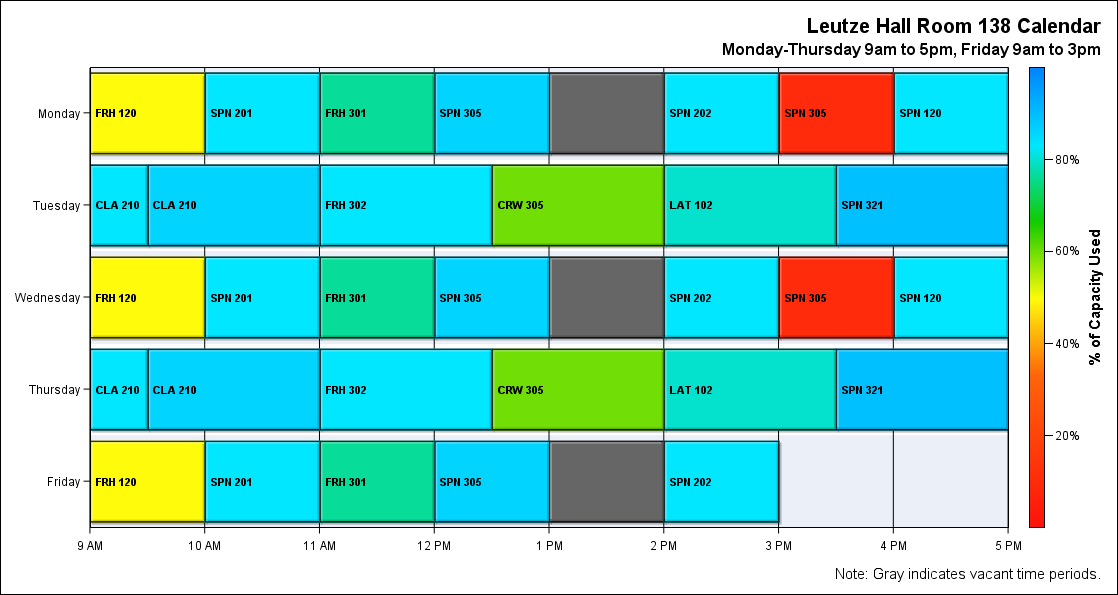 Leutze Hall Room 138 Calendar
Monday-Thursday 9am to 5pm, Friday 9am to 3pm
Monday
FRH 120
SPN 201
FRH 301
SPN 305
SPN 202
SPN 305
SPN 120
Tuesday
CLA 210
CLA 210
FRH 302
CRW 305
LAT 102
SPN 321
Wednesday
FRH 120
SPN 201
FRH 301
SPN 305
SPN 202
SPN 305
SPN 120
Thursday
CLA 210
CLA 210
FRH 302
CRW 305
LAT 102
SPN 321
Friday
FRH 120
SPN 201
FRH 301
SPN 305
SPN 202
9 AM
10 AM
11 AM
12 PM
1 PM
2 PM
3 PM
4 PM
5 PM
80%
60%
40%
20%
% of Capacity Used
Note: Gray indicates vacant time periods.